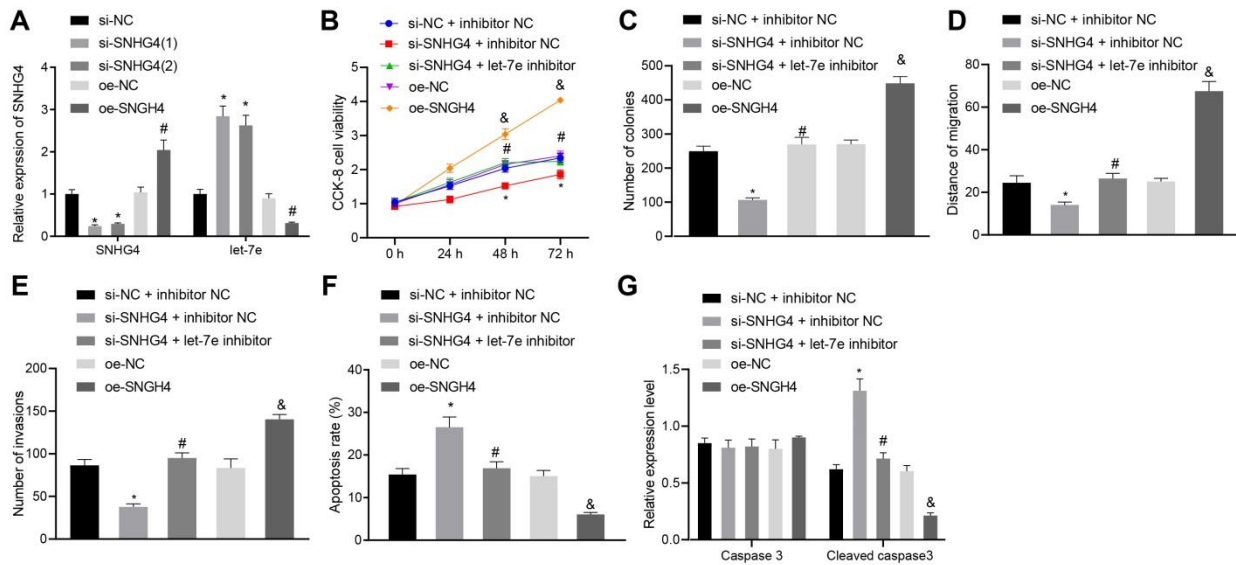 A
si-NC
si-SNHG4(1)
si-SNHG4(2)
oe-NC
oe-SNGH4
Relative exprssion of SNHG4
4
3
2
1
0
* * # * * #
SNHG4 let-7e
B
si-NC + inhibitor NC
si-SNHG4 + inhibitor NC
si-SNHG4 + let-7e inhibitor
oe-NC
oe-SNGH4
CCK-8 cell viability
5
4
3
2
1
0
& &
# #
* *
0 h 24 h 48 h 72 h
C
si-NC + inhibitor NC
si-SNHG4 + inhibitor NC
si-SNHG4 + let-7e inhibitor
oe-NC
oe-SNGH4
Number of colonies
500
400
300
200
100
0
* # &
D
si-NC + inhibitor NC
si-SNHG4 + inhibitor NC
si-SNHG4 + let-7e inhibitor
oe-NC
oe-SNGH4
Distance of migration
80
60
40
20
0
* # &
E
si-NC + inhibitor NC
si-SNHG4 + inhibitor NC
si-SNHG4 + let-7e inhibitor
oe-NC
oe-SNGH4
Number of invasions
200
150
100
50
0
* # &
F
si-NC + inhibitor NC
si-SNHG4 + inhibitor NC
si-SNHG4 + let-7e inhibitor
oe-NC
oe-SNGH4
Apoptosis rate (%)
40
30
20
10
0
* # &
G
si-NC + inhibitor NC
si-SNHG4 + inhibitor NC
si-SNHG4 + let-7e inhibitor
oe-NC
oe-SNGH4
Relative expression level
1.5
1.0
0.5
0.0
* # &
Caspase 3 Cleaved caspase3